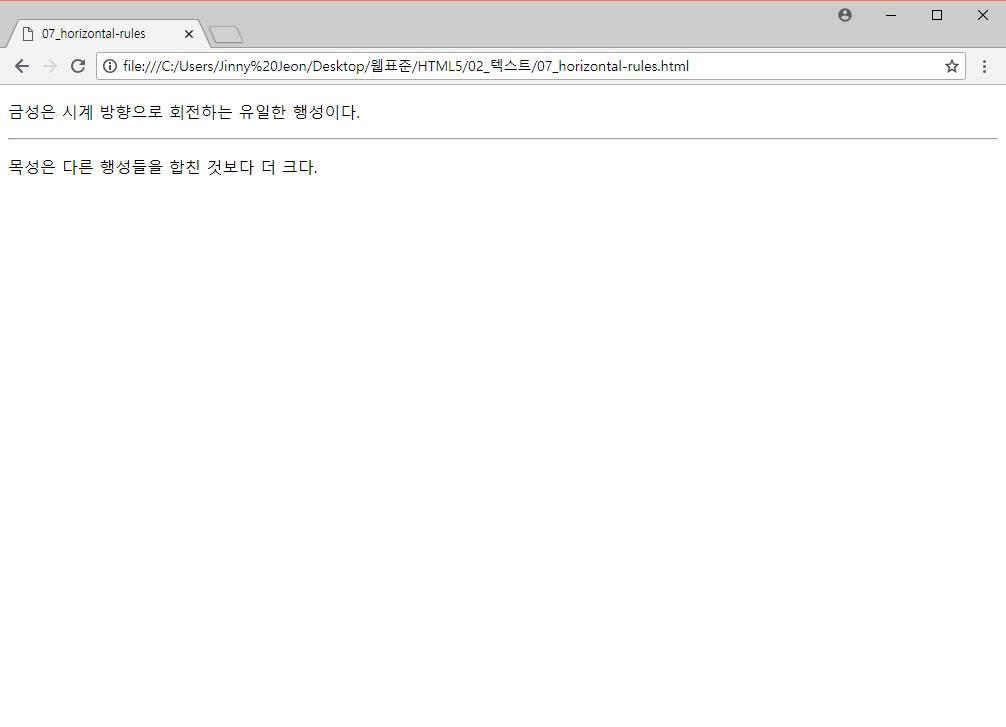 07_horizontal-rules
file:///C:/Users/Jinny%20Jeon/Desktop/웹표준/HTML5/02_텍스트/07_horizontal-rules.html
금성은 시계 방향으로 회전하는 유일한 행성이다.
목성은 다른 행성들을 합친 것보다 더 크다.